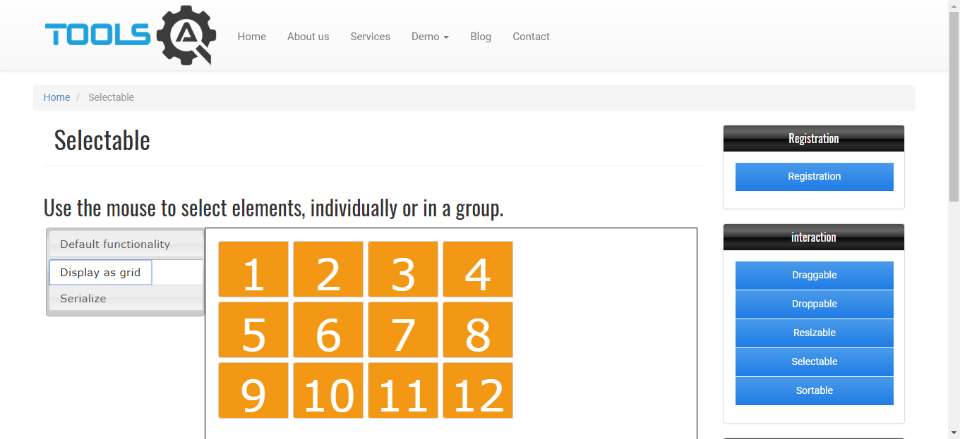 TOOLS QA
Home About us Services Demo Blog Contact
Home / Selectable
Selectable
Use the mouse to select elements, individually or in a group.
Default functionality
Display as grid
Serialize
1 2 3 4
5 6 7 8
9 10 11 12
Registration
Registration
interaction
Draggable
Droppable
Resizable
Selectable
Sortable